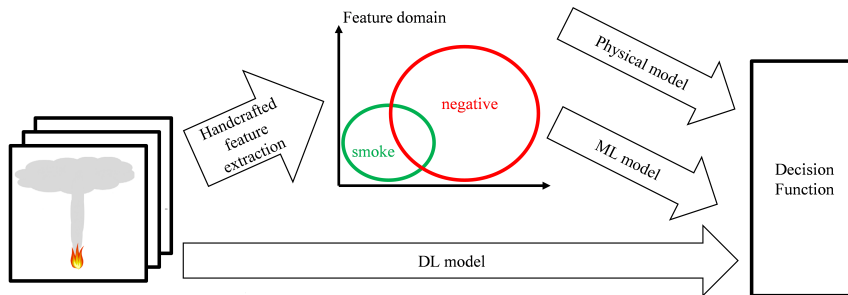 Feature domain
Handcrafted
feature
extraction
negative
smoke
Physical model
ML model
DL model
Decision
Function